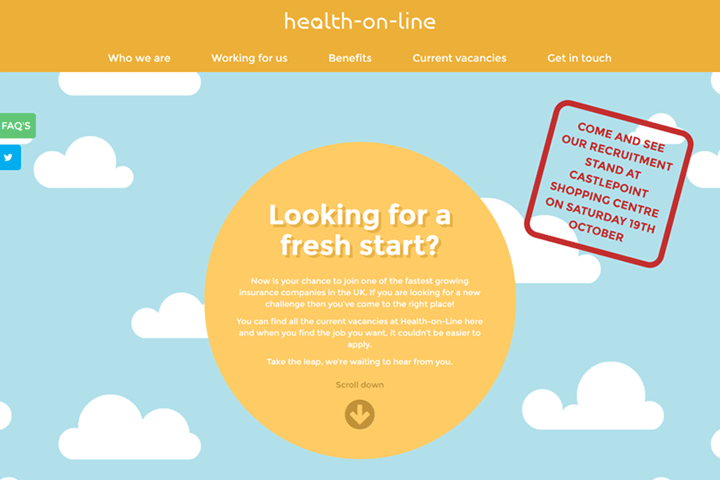 health-on-line
Who we are
Working for us
Benefits
Current vacancies
Get in touch
FAQ'S
COME AND SEE
OUR RECRUITMENT
STAND AT
CASTLEPOINT
SHOPPING CENTRE
ON SATURDAY 19TH
OCTOBER
Looking for a
fresh start?
Now is your chance to join one of the fastest growing
insurance companies in the UK. If you are looking for a new
challenge then you've come to the right place!
You can find all the current vacancies at Health-on-Line here
and when you find the job you want, it couldn't be easier to
apply.
Take the leap, we're waiting to hear from you.
Scroll down